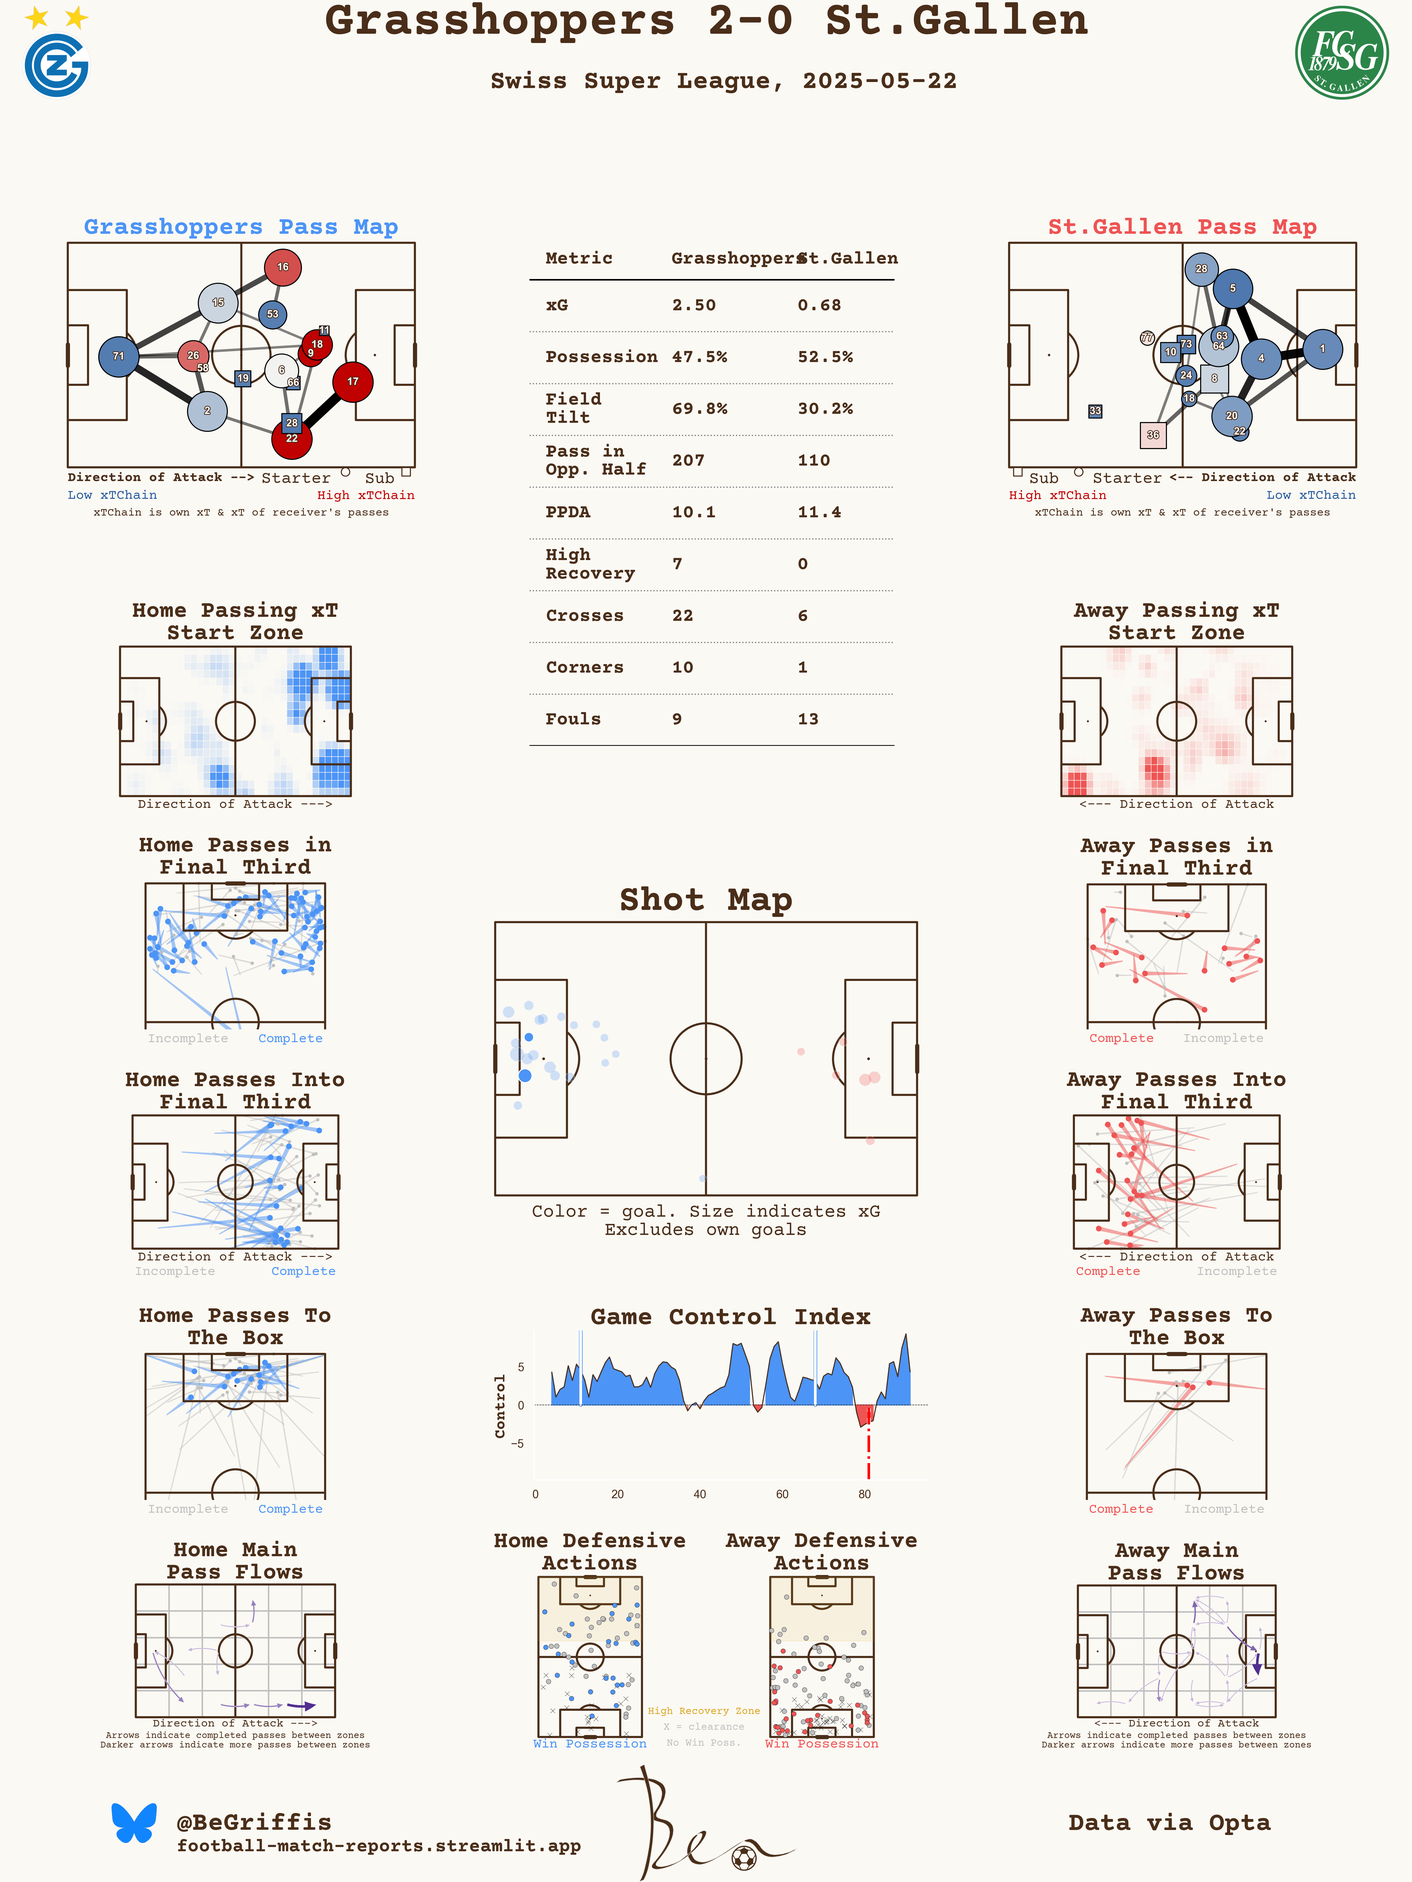 Grasshoppers 2-0 St.Gallen
Swiss Super League, 2025-05-22
GC
Z
FCSG
1879
ST. GALLEN
Grasshoppers Pass Map
16
15
53
11
18
9
71
26
58
6
66
19
17
2
28
22
Direction of Attack --> Starter Sub
Low xTChain High xTChain
xTChain is own xT & xT of receiver's passes
Metric Grasshoppers St.Gallen
xG 2.50 0.68
Possession 47.5% 52.5%
Field
Tilt 69.8% 30.2%
Pass in
Opp. Half 207 110
PPDA 10.1 11.4
High
Recovery 7 0
Crosses 22 6
Corners 10 1
Fouls 9 13
St.Gallen Pass Map
28
5
77
63
73
64
10
4
1
24
8
18
33
20
36
22
Sub Starter <-- Direction of Attack
High xTChain Low xTChain
xTChain is own xT & xT of receiver's passes
Home Passing xT
Start Zone
Direction of Attack --->
Away Passing xT
Start Zone
<--- Direction of Attack
Home Passes in
Final Third
Incomplete Complete
Shot Map
Color = goal. Size indicates xG
Excludes own goals
Away Passes in
Final Third
Complete Incomplete
Home Passes Into
Final Third
Direction of Attack --->
Incomplete Complete
Away Passes Into
Final Third
<--- Direction of Attack
Complete Incomplete
Home Passes To
The Box
Incomplete Complete
Game Control Index
Control
5
0
−5
0 20 40 60 80
Away Passes To
The Box
Complete Incomplete
Home Main
Pass Flows
Direction of Attack --->
Arrows indicate completed passes between zones
Darker arrows indicate more passes between zones
Home Defensive
Actions
Win Possession
High Recovery Zone
X = clearance
No Win Poss.
Away Defensive
Actions
Win Possession
Away Main
Pass Flows
<--- Direction of Attack
Arrows indicate completed passes between zones
Darker arrows indicate more passes between zones
@BeGriffis
football-match-reports.streamlit.app
Ben
Data via Opta